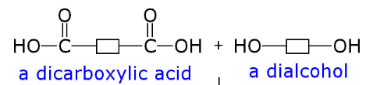 O O
HO—C—□—C—OH + HO—□—OH
a dicarboxylic acid a dialcohol